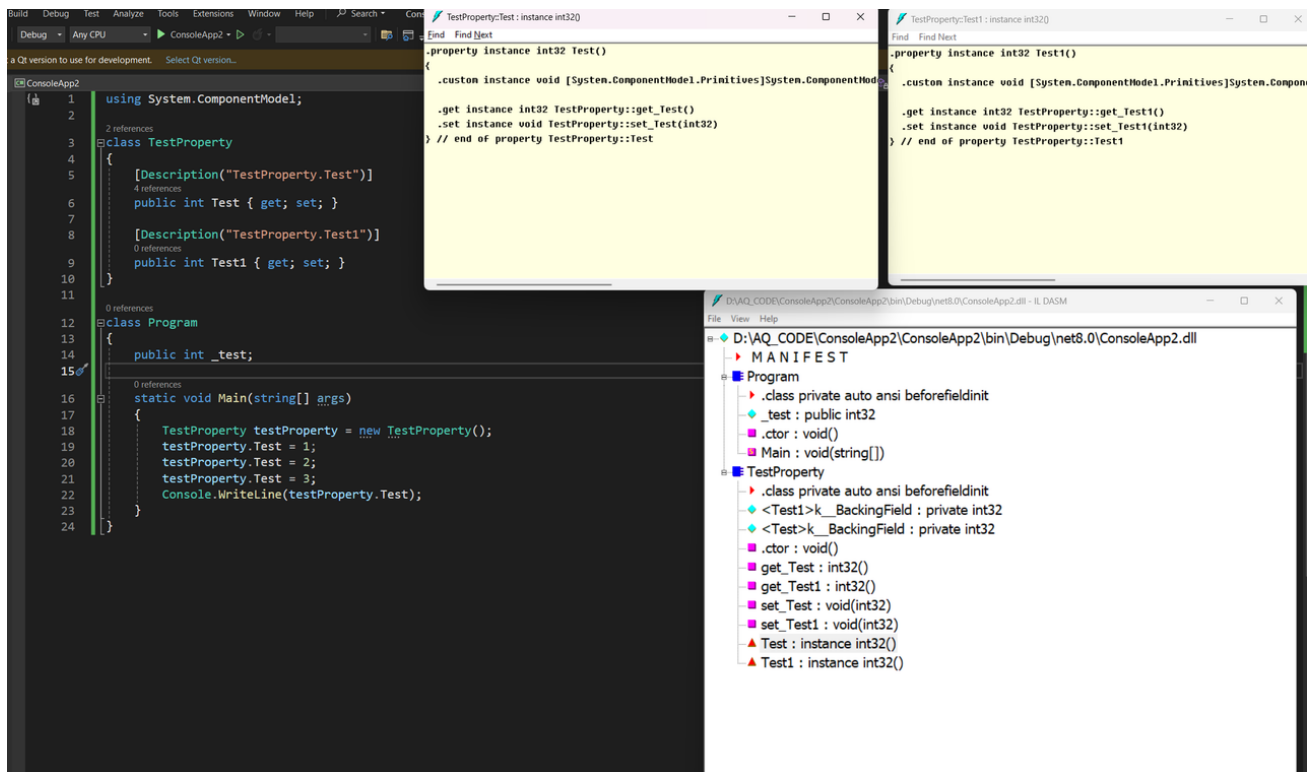 Build Debug Test Analyze Tools Extensions Window Help Search
Debug Any CPU ConsoleApp2
a Qt version to use for development. Select Qt version...
ConsoleApp2
1 using System.ComponentModel;
2
2 references
3 class TestProperty
4 {
5 [Description("TestProperty.Test")]
4 references
6 public int Test { get; set; }
7
8 [Description("TestProperty.Test1")]
0 references
9 public int Test1 { get; set; }
10 }
11
0 references
12 class Program
13 {
14 public int _test;
15
0 references
16 static void Main(string[] args)
17 {
18 TestProperty testProperty = new TestProperty();
19 testProperty.Test = 1;
20 testProperty.Test = 2;
21 testProperty.Test = 3;
22 Console.WriteLine(testProperty.Test);
23 }
24 }
TestProperty::Test : instance int32()
Find Find Next
.property instance int32 Test()
{
.custom instance void [System.ComponentModel.Primitives]System.ComponentMod
.get instance int32 TestProperty::get_Test()
.set instance void TestProperty::set_Test(int32)
} // end of property TestProperty::Test
TestProperty::Test1 : instance int32()
Find Find Next
.property instance int32 Test1()
{
.custom instance void [System.ComponentModel.Primitives]System.Compon
.get instance int32 TestProperty::get_Test1()
.set instance void TestProperty::set_Test1(int32)
} // end of property TestProperty::Test1
D:\AQ_CODE\ConsoleApp2\ConsoleApp2\bin\Debug\net8.0\ConsoleApp2.dll - IL DASM
File View Help
D:\AQ_CODE\ConsoleApp2\ConsoleApp2\bin\Debug\net8.0\ConsoleApp2.dll
M A N I F E S T
Program
.class private auto ansi beforefieldinit
_test : public int32
.ctor : void()
Main : void(string[])
TestProperty
.class private auto ansi beforefieldinit
<Test1>k__BackingField : private int32
<Test>k__BackingField : private int32
.ctor : void()
get_Test : int32()
get_Test1 : int32()
set_Test : void(int32)
set_Test1 : void(int32)
Test : instance int32()
Test1 : instance int32()